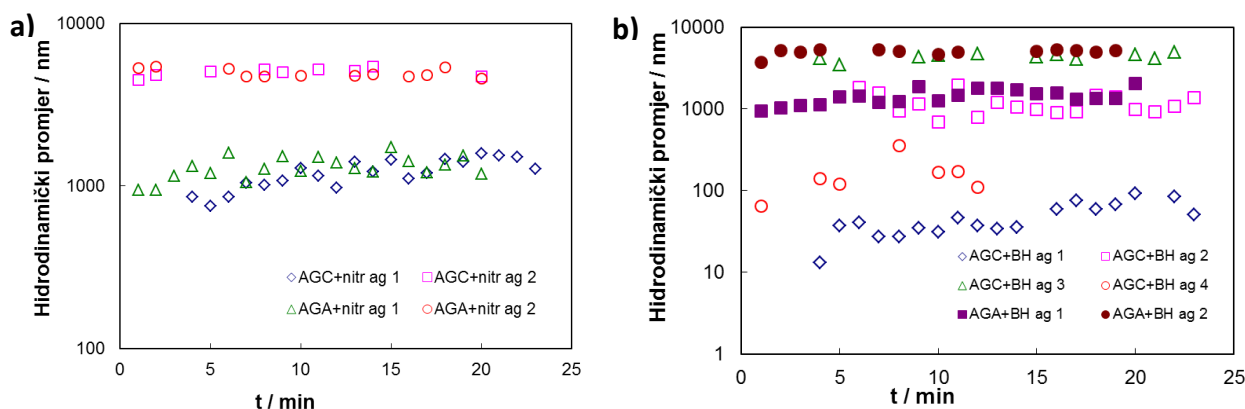 a)
Hidrodinamički promjer / nm
10000
1000
100
AGC+nitr ag 1
AGC+nitr ag 2
AGA+nitr ag 1
AGA+nitr ag 2
0 5 10 15 20 25
t / min
b)
Hidrodinamički promjer / nm
10000
1000
100
10
1
AGC+BH ag 1
AGC+BH ag 2
AGC+BH ag 3
AGC+BH ag 4
AGA+BH ag 1
AGA+BH ag 2
0 5 10 15 20 25
t / min